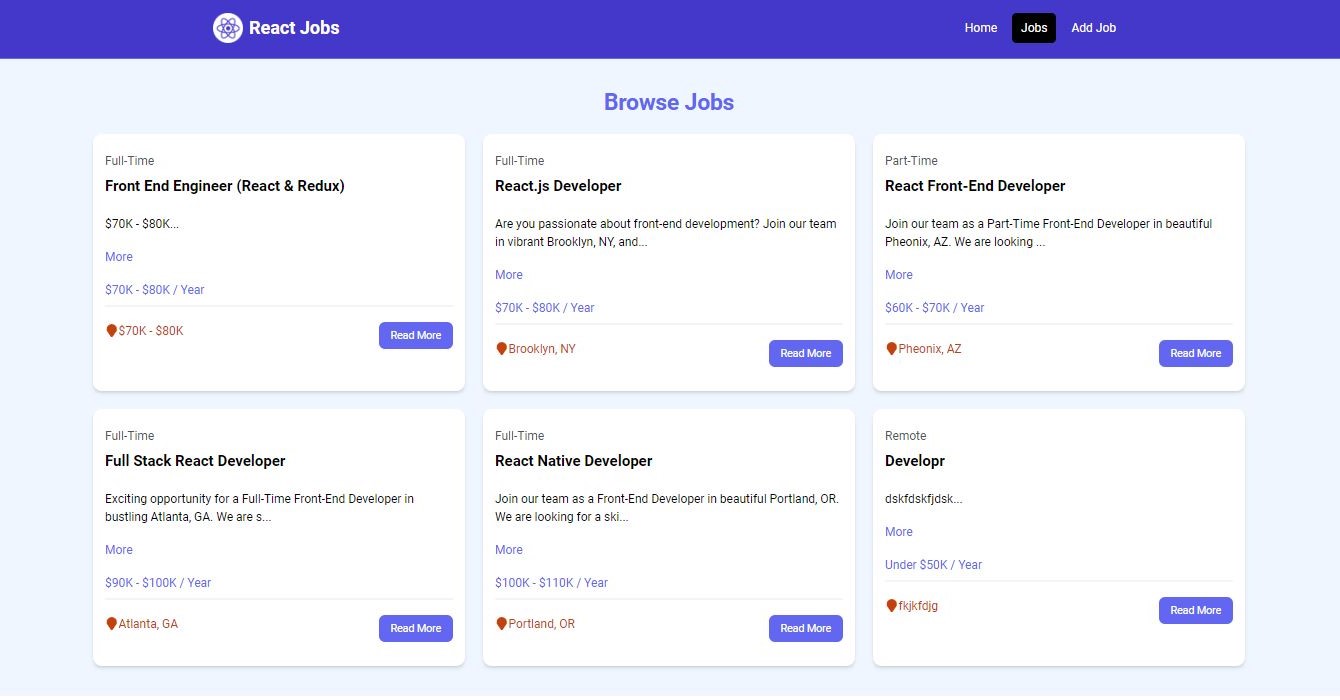 React Jobs
Home Jobs Add Job
Browse Jobs
Full-Time
Front End Engineer (React & Redux)
$70K - $80K...
More
$70K - $80K / Year
$70K - $80K
Read More
Full-Time
React.js Developer
Are you passionate about front-end development? Join our team
in vibrant Brooklyn, NY, and...
More
$70K - $80K / Year
Brooklyn, NY
Read More
Part-Time
React Front-End Developer
Join our team as a Part-Time Front-End Developer in beautiful
Pheonix, AZ. We are looking ...
More
$60K - $70K / Year
Pheonix, AZ
Read More
Full-Time
Full Stack React Developer
Exciting opportunity for a Full-Time Front-End Developer in
bustling Atlanta, GA. We are s...
More
$90K - $100K / Year
Atlanta, GA
Read More
Full-Time
React Native Developer
Join our team as a Front-End Developer in beautiful Portland, OR.
We are looking for a ski...
More
$100K - $110K / Year
Portland, OR
Read More
Remote
Developr
dskfdskfjdsk...
More
Under $50K / Year
fkjkfdjg
Read More